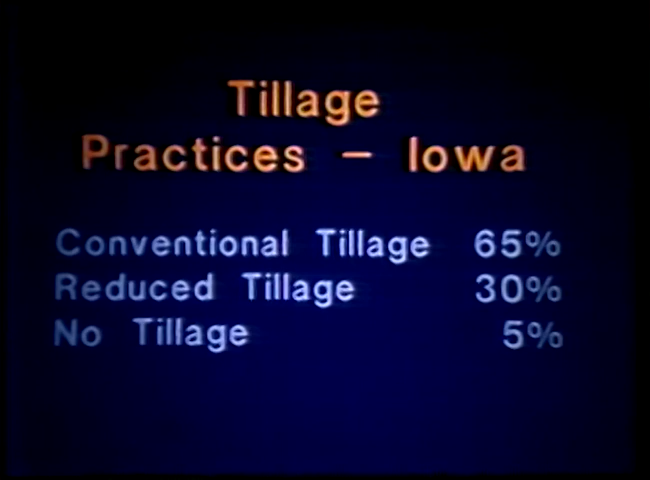 Tillage
Practices – Iowa
Conventional Tillage 65%
Reduced Tillage 30%
No Tillage 5%